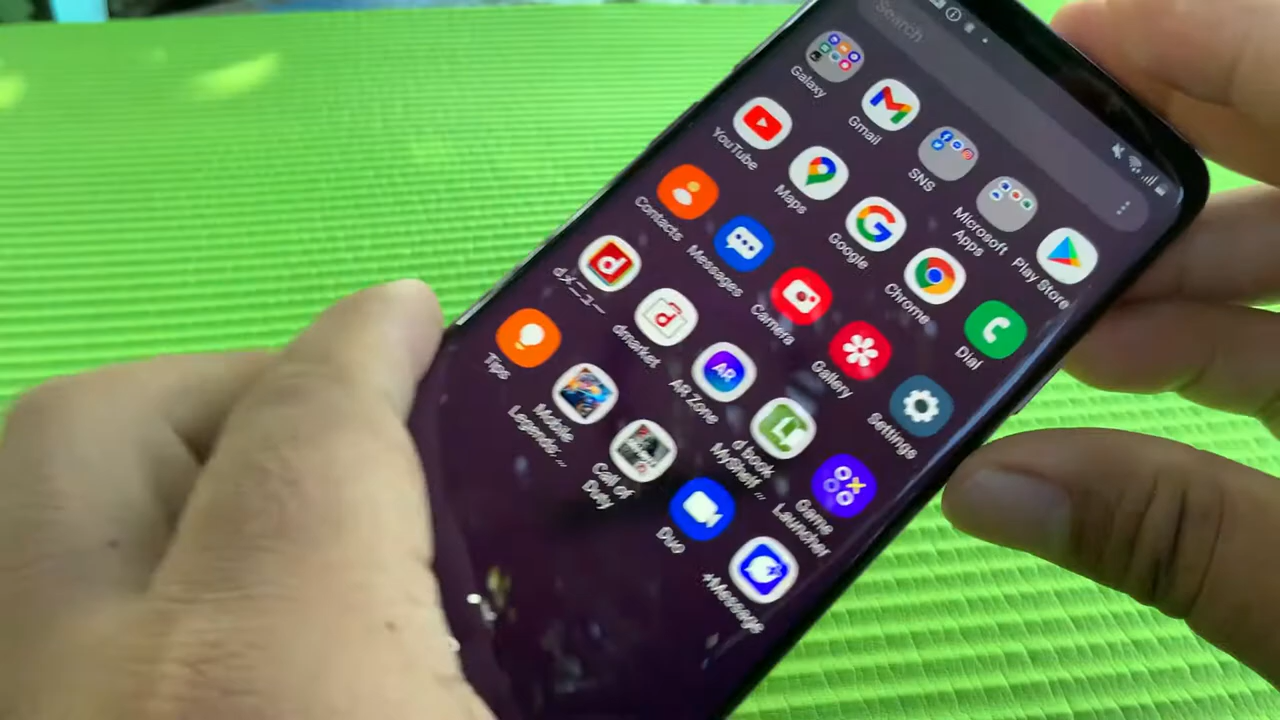 Search
Galaxy
Gmail
SNS
Microsoft
Apps
Play Store
YouTube
Maps
Google
Chrome
Dial
Contacts
Messages
Camera
Gallery
Settings
dメニュー
dmarket
AR
AR Zone
d book
MyShelf ...
Game
Launcher
Tips
Mobile
Legends: ...
Call of
Duty
Duo
+Message